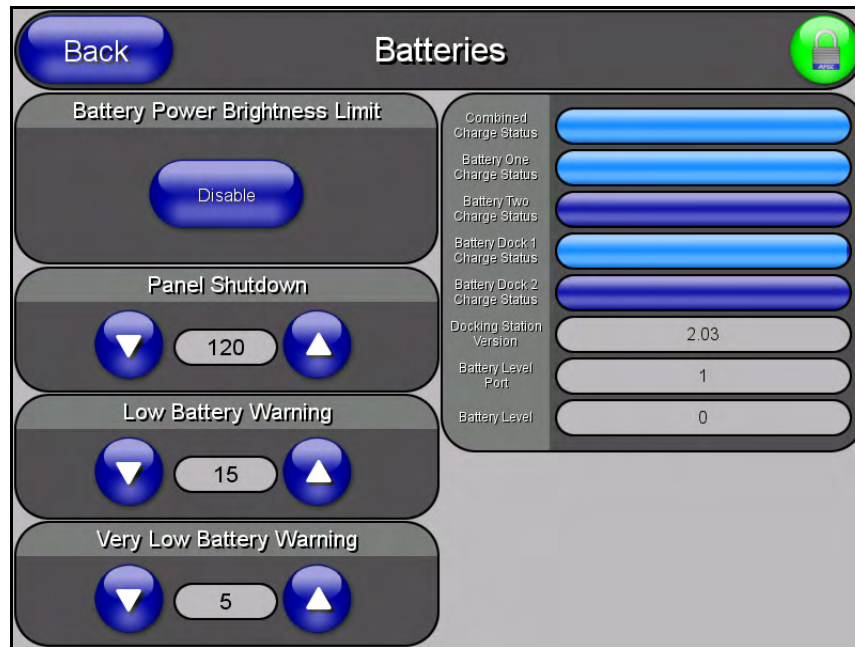 Back
Batteries
AMX
Battery Power Brightness Limit
Disable
Panel Shutdown
120
Low Battery Warning
15
Very Low Battery Warning
5
Combined
Charge Status
Battery One
Charge Status
Battery Two
Charge Status
Battery Dock 1
Charge Status
Battery Dock 2
Charge Status
Docking Station
Version
2.03
Battery Level
Port
1
Battery Level
0